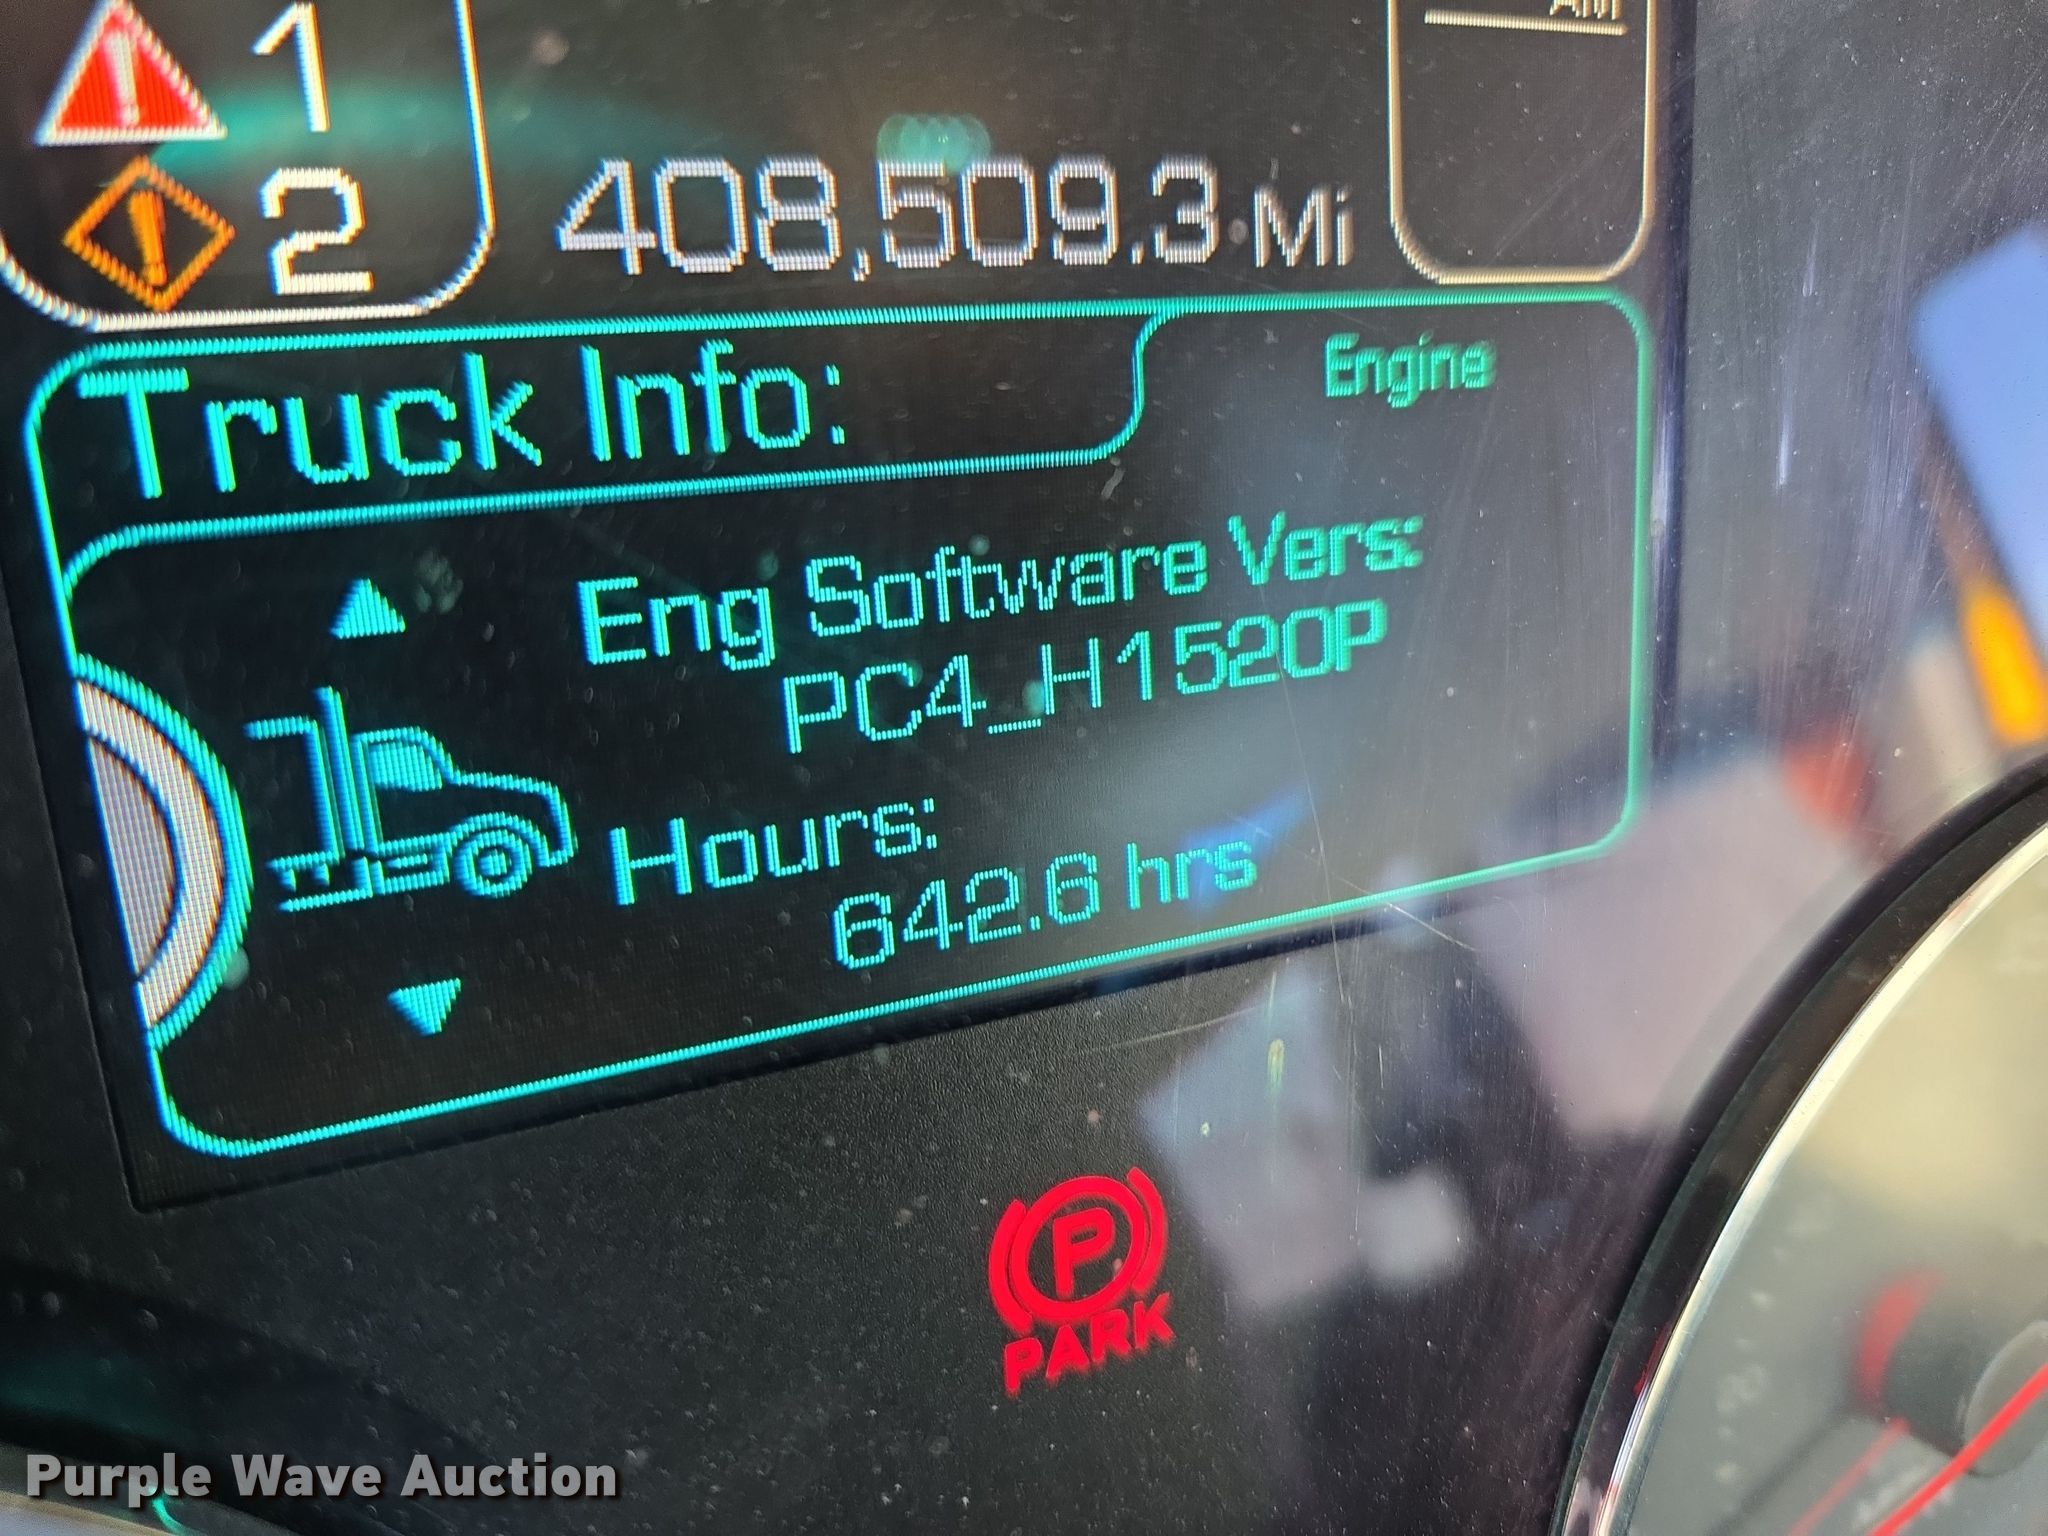 1
2
408,509.3 Mi
Truck Info:
Engine
Eng Software Vers:
PC4_H1520P
Hours:
642.6 hrs
P
PARK
Purple Wave Auction